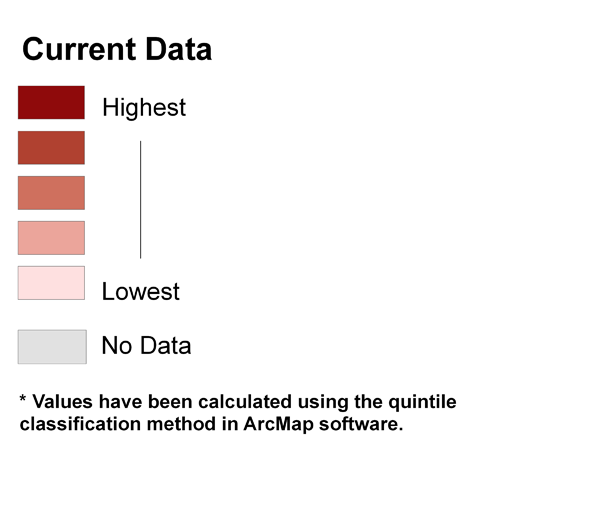 Current Data
Highest
Lowest
No Data
* Values have been calculated using the quintile
classification method in ArcMap software.